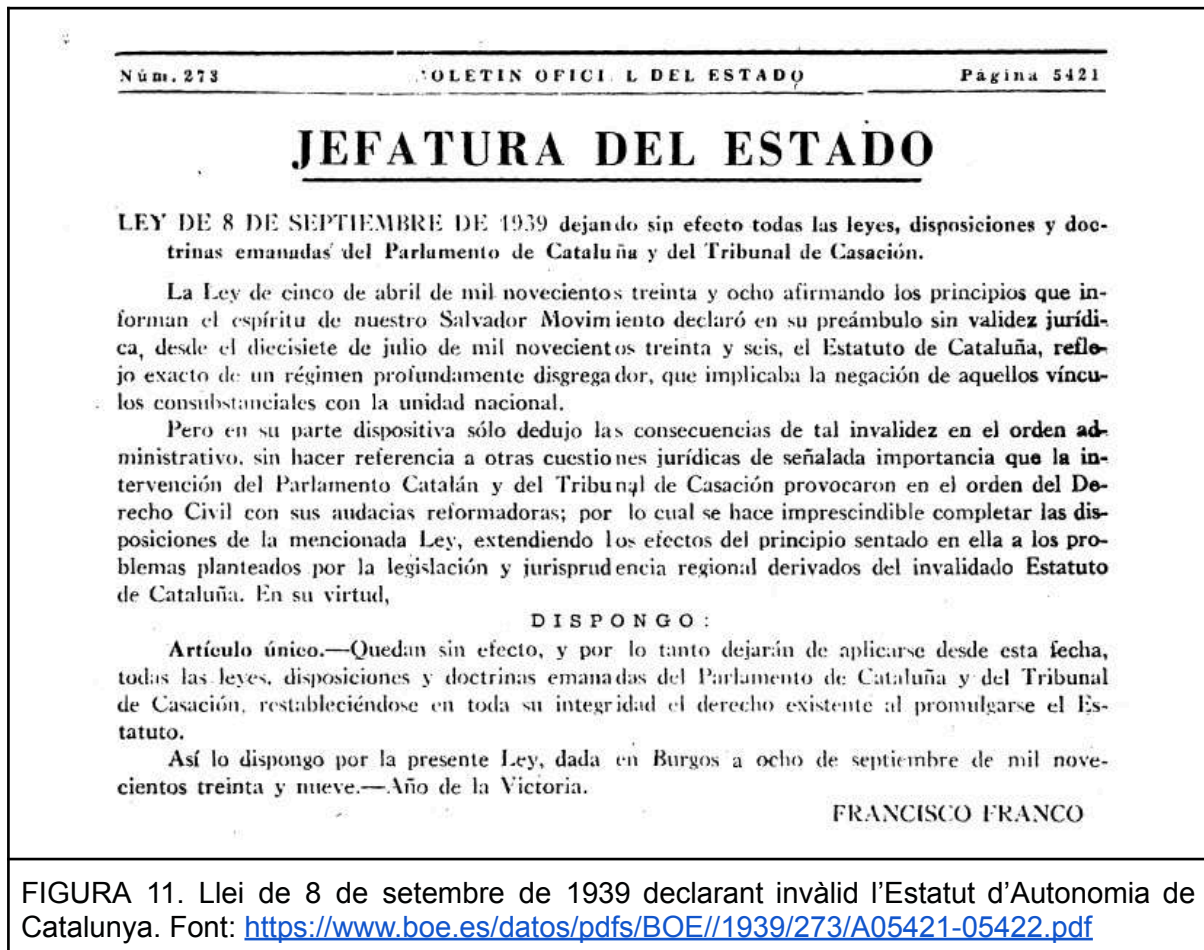 Núm. 273 OLETIN OFICI L DEL ESTADO Página 5421
JEFATURA DEL ESTADO
LEY DE 8 DE SEPTIEMBRE DE 1939 dejando sin efecto todas las leyes, disposiciones y doc-
trinas emanadas del Parlamento de Cataluña y del Tribunal de Casación.
La Ley de cinco de abril de mil novecientos treinta y ocho afirmando los principios que in-
forman el espíritu de nuestro Salvador Movimiento declaró en su preámbulo sin validez jurídi-
ca, desde el diecisiete de julio de mil novecientos treinta y seis, el Estatuto de Cataluña, refle-
jo exacto de un régimen profundamente disgregador, que implicaba la negación de aquellos víncu-
los consubstanciales con la unidad nacional.
Pero en su parte dispositiva sólo dedujo las consecuencias de tal invalidez en el orden ad-
ministrativo, sin hacer referencia a otras cuestiones jurídicas de señalada importancia que la in-
tervención del Parlamento Catalán y del Tribunal de Casación provocaron en el orden del De-
recho Civil con sus audacias reformadoras; por lo cual se hace imprescindible completar las dis-
posiciones de la mencionada Ley, extendiendo los efectos del principio sentado en ella a los pro-
blemas planteados por la legislación y jurisprudencia regional derivados del invalidado Estatuto
de Cataluña. En su virtud,
DISPONGO:
Artículo único.—Quedan sin efecto, y por lo tanto dejarán de aplicarse desde esta fecha,
todas las leyes, disposiciones y doctrinas emanadas del Parlamento de Cataluña y del Tribunal
de Casación, restableciéndose en toda su integridad el derecho existente al promulgarse el Es-
tatuto.
Así lo dispongo por la presente Ley, dada en Burgos a ocho de septiembre de mil nove-
cientos treinta y nueve.—Año de la Victoria.
FRANCISCO FRANCO
FIGURA 11. Llei de 8 de setembre de 1939 declarant invàlid l’Estatut d’Autonomia de
Catalunya. Font: https://www.boe.es/datos/pdfs/BOE//1939/273/A05421-05422.pdf